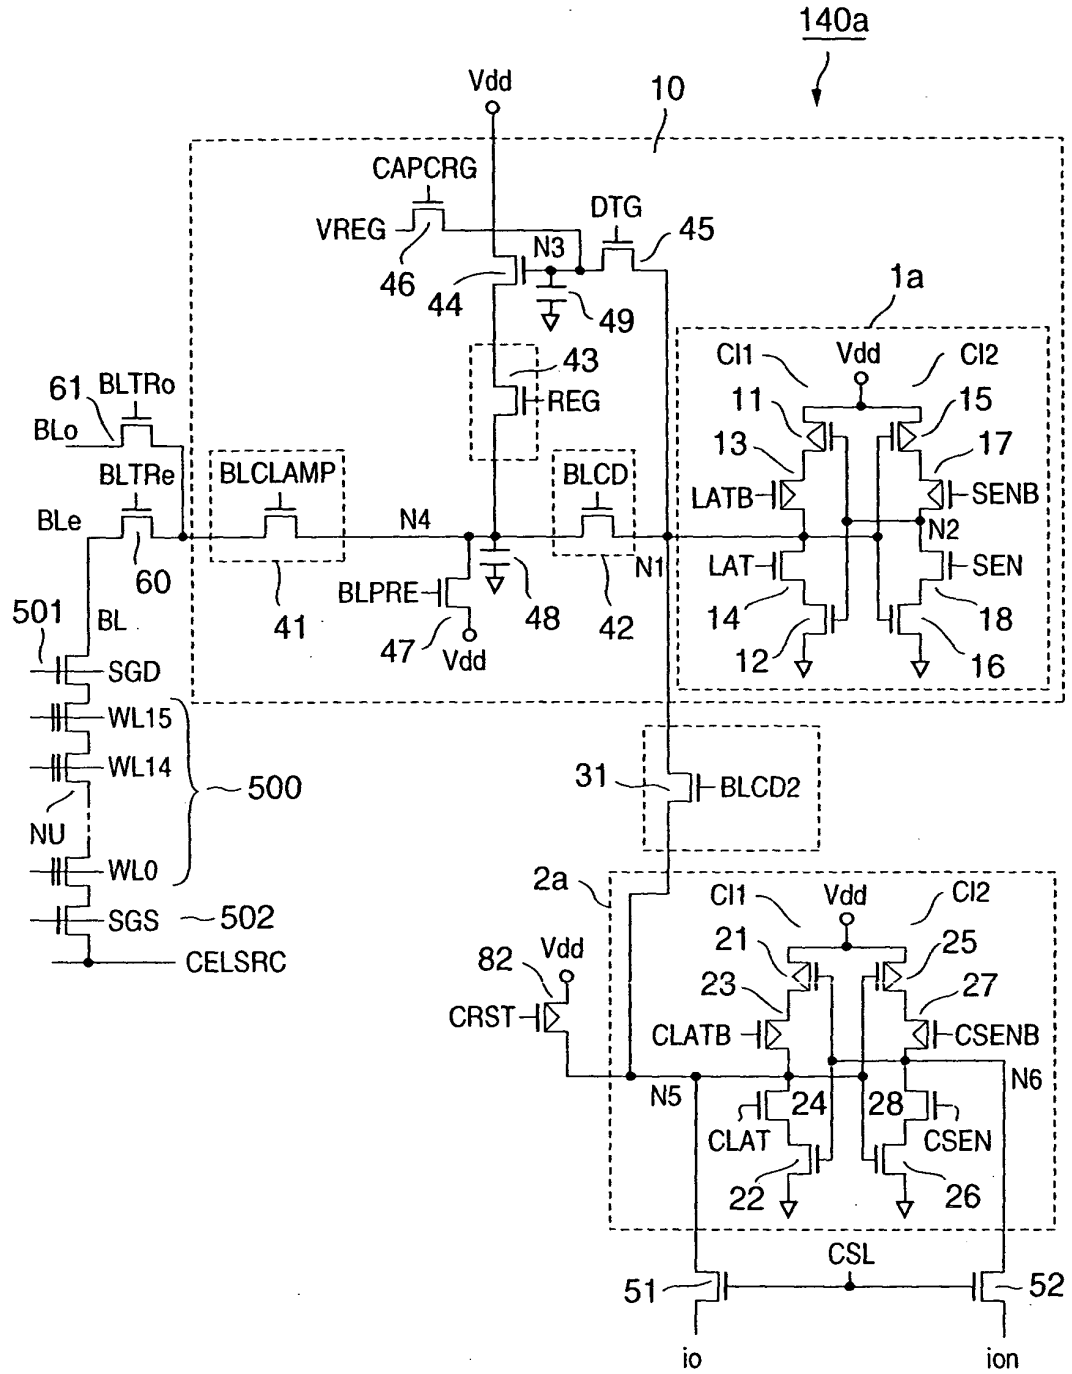 140a
Vdd
10
CAPCRG
DTG
VREG
N3
45
46
44
49
1a
43
CI1
Vdd
CI2
61
BLTRo
REG
11
15
BLo
13
17
BLTRe
BLCLAMP
BLCD
LATB
SENB
BLe
N4
N1
N2
60
BLPRE
LAT
SEN
501
BL
41
47
48
42
14
18
Vdd
12
16
SGD
WL15
31
BLCD2
WL14
500
NU
WL0
2a
CI1
Vdd
CI2
SGS
502
82
Vdd
21
25
CELSRC
23
27
CRST
CLATB
CSENB
N5
24
28
N6
CLAT
CSEN
22
26
CSL
51
52
io
ion